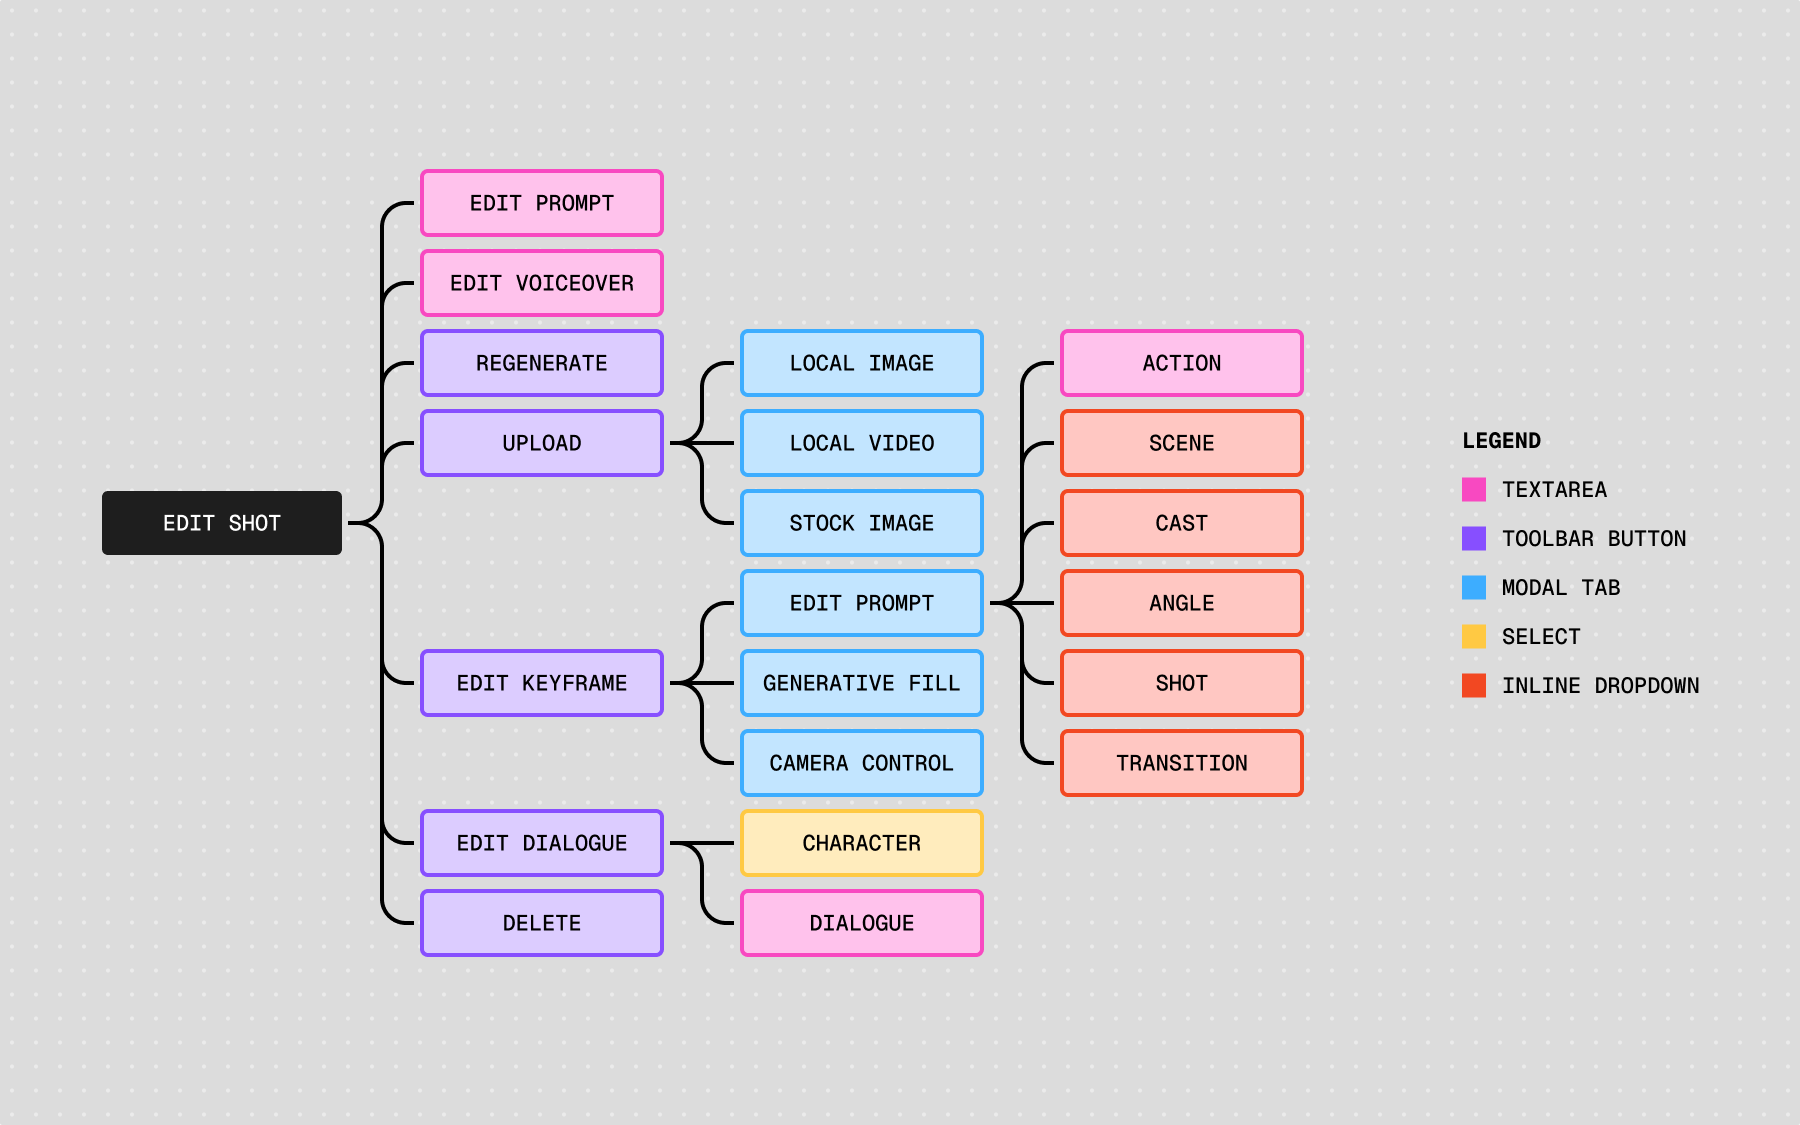 EDIT SHOT
EDIT PROMPT
EDIT VOICEOVER
REGENERATE
UPLOAD
EDIT KEYFRAME
EDIT DIALOGUE
DELETE
LOCAL IMAGE
LOCAL VIDEO
STOCK IMAGE
EDIT PROMPT
GENERATIVE FILL
CAMERA CONTROL
CHARACTER
DIALOGUE
ACTION
SCENE
CAST
ANGLE
SHOT
TRANSITION
LEGEND
TEXTAREA
TOOLBAR BUTTON
MODAL TAB
SELECT
INLINE DROPDOWN